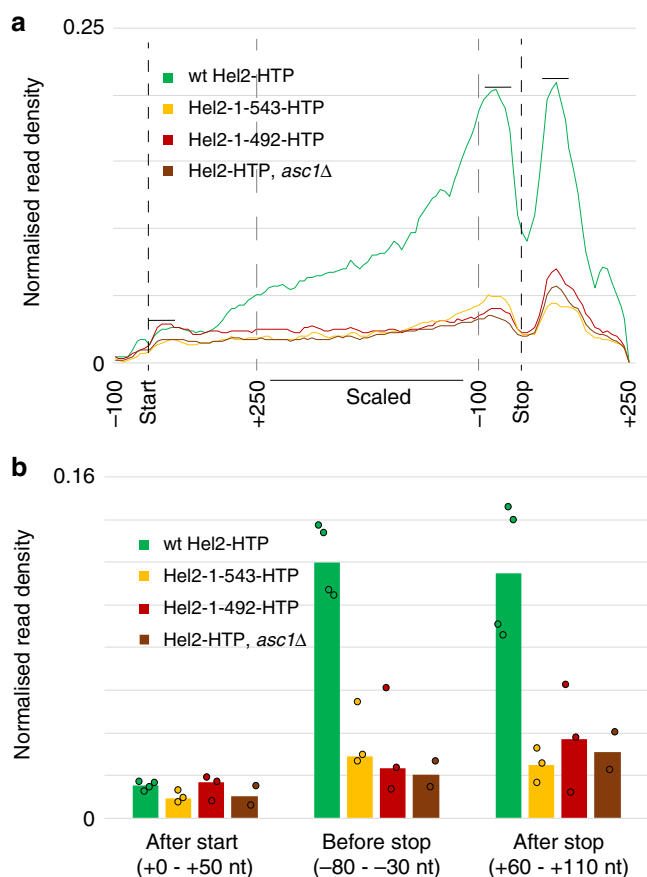 a
0.25
Normalised read density
wt Hel2-HTP
Hel2-1-543-HTP
Hel2-1-492-HTP
Hel2-HTP, asc1Δ
0
−100
Start
+250
Scaled
−100
Stop
+250
b
0.16
Normalised read density
wt Hel2-HTP
Hel2-1-543-HTP
Hel2-1-492-HTP
Hel2-HTP, asc1Δ
0
After start
(+0 - +50 nt)
Before stop
(−80 – −30 nt)
After stop
(+60 - +110 nt)